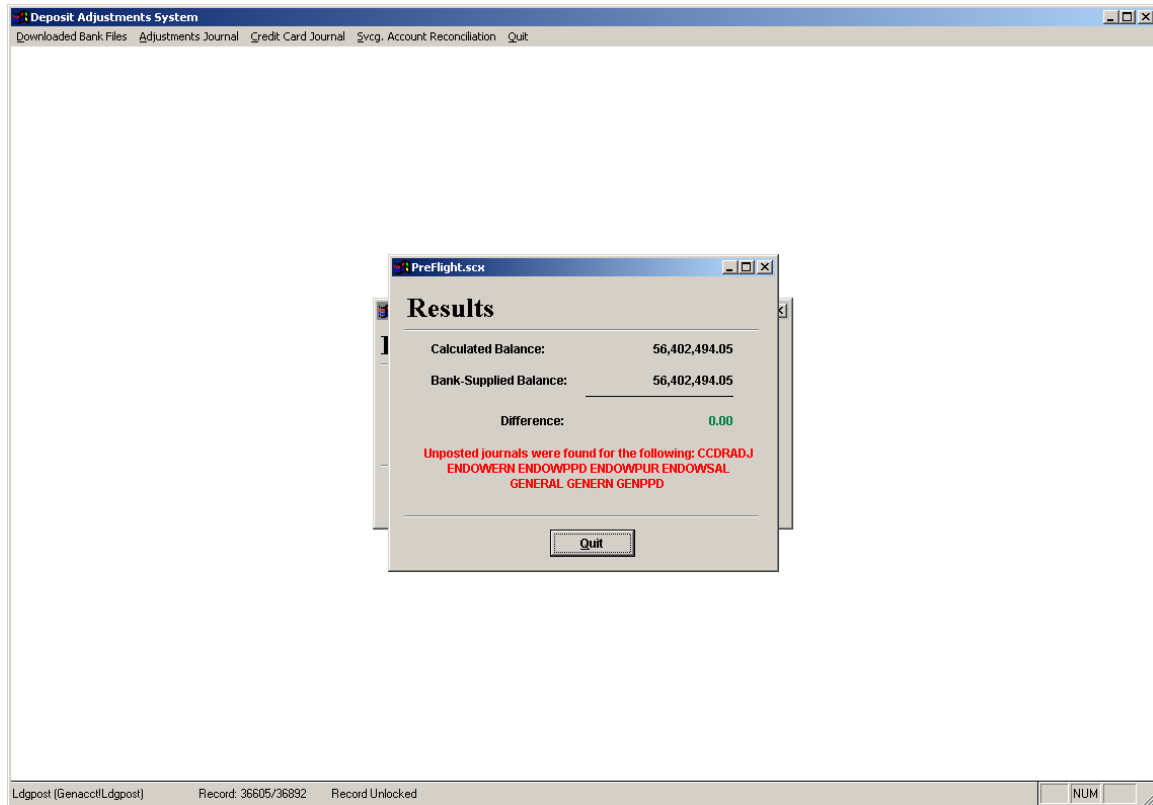 Deposit Adjustments System
Downloaded Bank Files Adjustments Journal Credit Card Journal Svcg. Account Reconciliation Quit
PreFlight.scx
Results
Calculated Balance: 56,402,494.05
Bank-Supplied Balance: 56,402,494.05
Difference: 0.00
Unposted journals were found for the following: CCDRADJ
ENDOWERN ENDOWPPD ENDOWPUR ENDOWSAL
GENERAL GENERN GENPPD
Quit
Ldgpost (Genacct!Ldgpost) Record: 36605/36892 Record Unlocked NUM